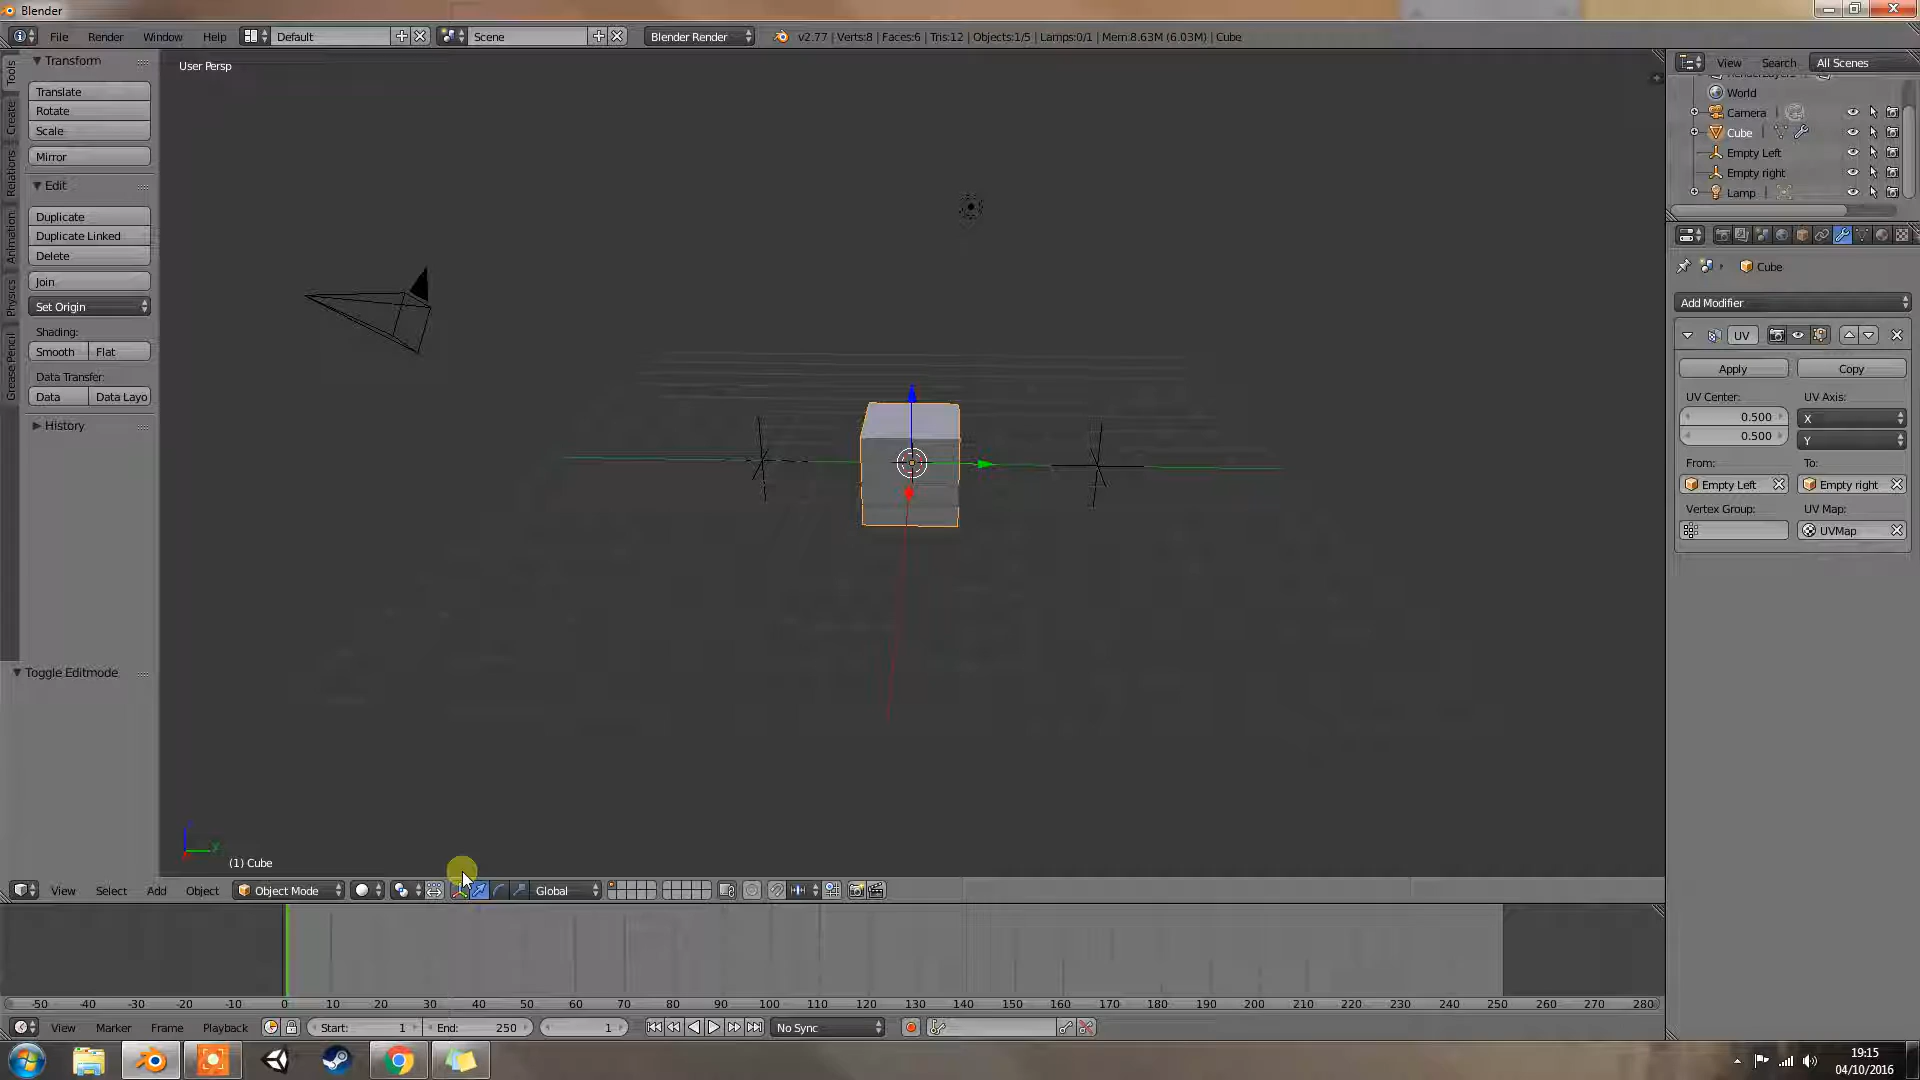 Blender
File Render Window Help Default Scene Blender Render v2.77 | Verts:8 | Faces:6 | Tris:12 | Objects:1/5 | Lamps:0/1 | Mem:8.63M (6.03M) | Cube
View Search All Scenes
World
Camera
Cube
Empty Left
Empty right
Lamp
Tools
Create
Relations
Animation
Physics
Grease Pencil
Transform
Translate
Rotate
Scale
Mirror
Edit
Duplicate
Duplicate Linked
Delete
Join
Set Origin
Shading:
Smooth Flat
Data Transfer:
Data Data Layo
History
Toggle Editmode
User Persp
(1) Cube
Cube
Add Modifier
UV
Apply Copy
UV Center: UV Axis:
0.500 X
0.500 Y
From: To:
Empty Left Empty right
Vertex Group: UV Map:
UVMap
View Select Add Object Object Mode Global
-50 -40 -30 -20 -10 0 10 20 30 40 50 60 70 80 90 100 110 120 130 140 150 160 170 180 190 200 210 220 230 240 250 260 270 280
View Marker Frame Playback Start: 1 End: 250 1 No Sync
19:15
04/10/2016